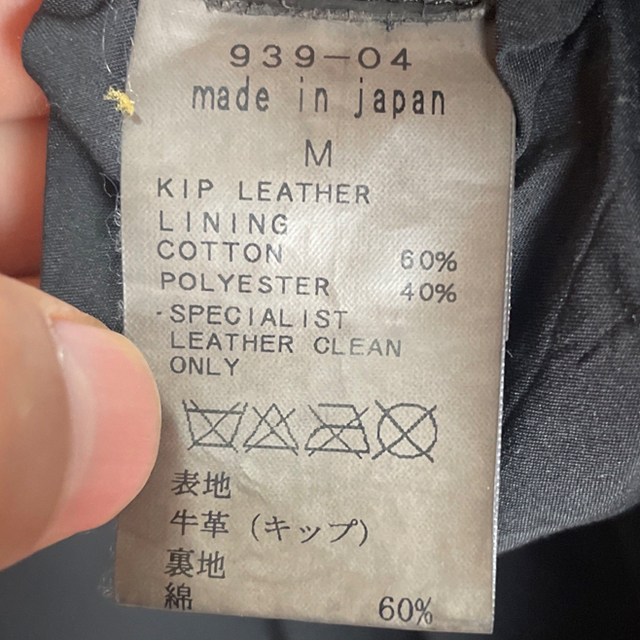 939-04
made in japan
M
KIP LEATHER
LINING
COTTON 60%
POLYESTER 40%
-SPECIALIST
LEATHER CLEAN
ONLY
表地
牛革(キップ)
裏地
綿 60%